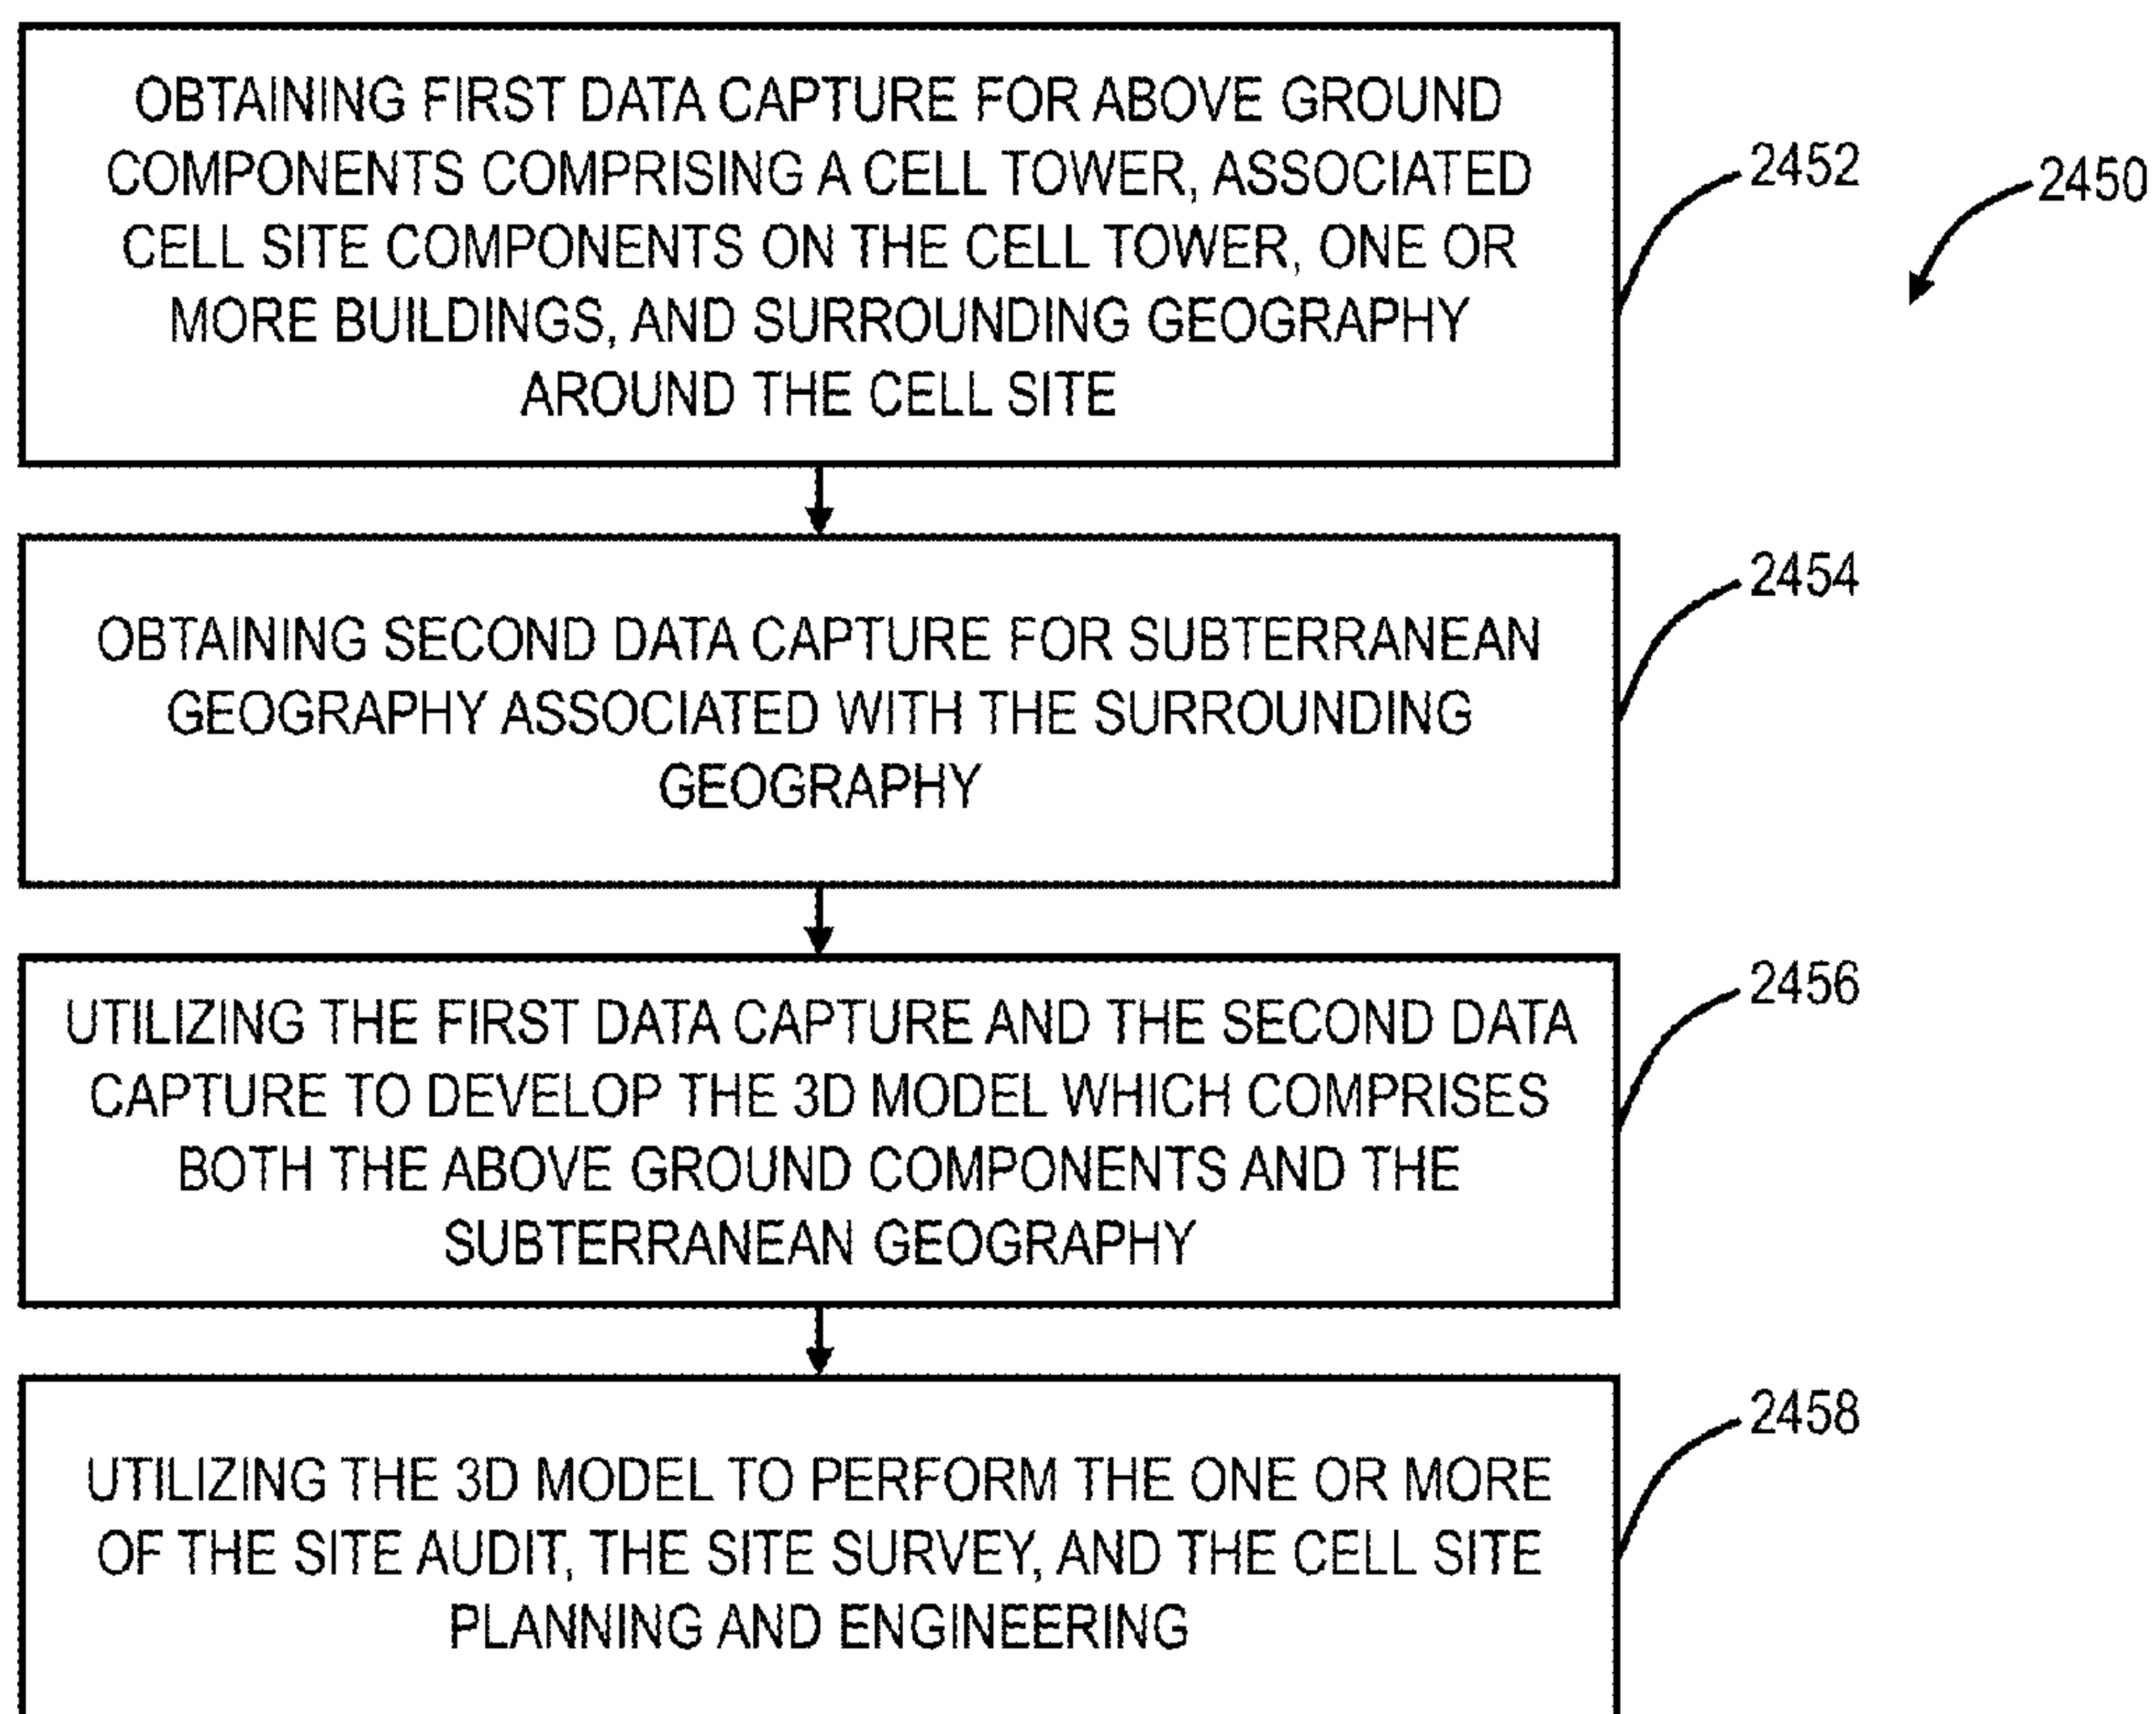 OBTAINING FIRST DATA CAPTURE FOR ABOVE GROUND
COMPONENTS COMPRISING A CELL TOWER, ASSOCIATED
CELL SITE COMPONENTS ON THE CELL TOWER, ONE OR
MORE BUILDINGS, AND SURROUNDING GEOGRAPHY
AROUND THE CELL SITE
2452
2450
OBTAINING SECOND DATA CAPTURE FOR SUBTERRANEAN
GEOGRAPHY ASSOCIATED WITH THE SURROUNDING
GEOGRAPHY
2454
UTILIZING THE FIRST DATA CAPTURE AND THE SECOND DATA
CAPTURE TO DEVELOP THE 3D MODEL WHICH COMPRISES
BOTH THE ABOVE GROUND COMPONENTS AND THE
SUBTERRANEAN GEOGRAPHY
2456
UTILIZING THE 3D MODEL TO PERFORM THE ONE OR MORE
OF THE SITE AUDIT, THE SITE SURVEY, AND THE CELL SITE
PLANNING AND ENGINEERING
2458